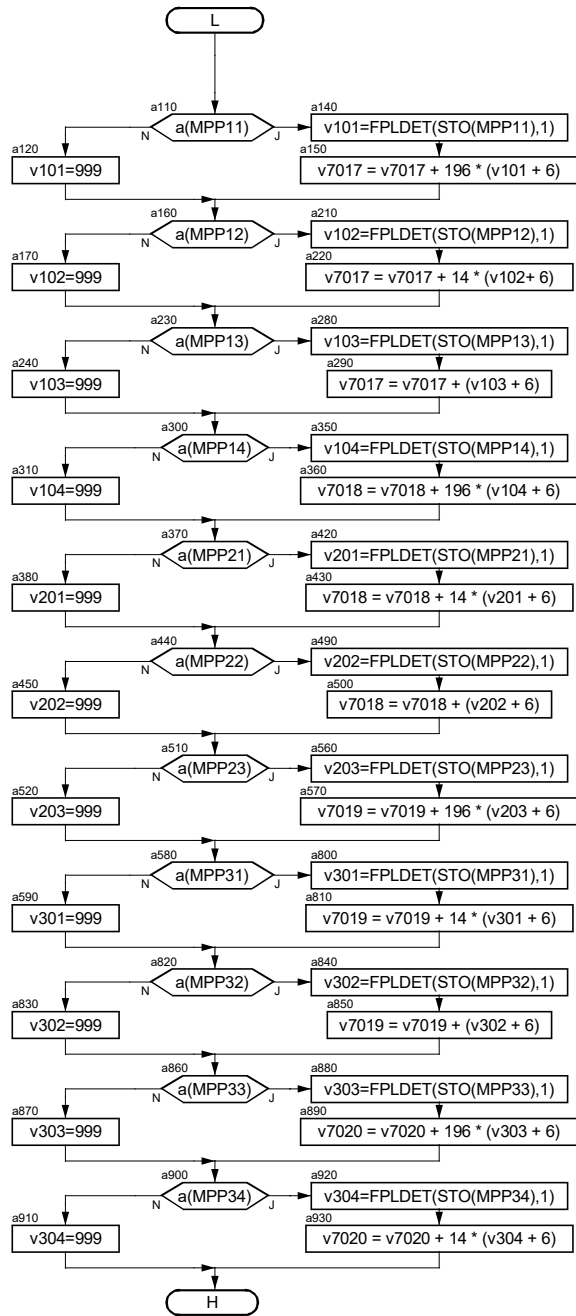 L
a110
a(MPP11)
N
J
a120
v101=999
a140
v101=FPLDET(STO(MPP11),1)
a150
v7017 = v7017 + 196 * (v101 + 6)
a160
a(MPP12)
N
J
a170
v102=999
a210
v102=FPLDET(STO(MPP12),1)
a220
v7017 = v7017 + 14 * (v102+ 6)
a230
a(MPP13)
N
J
a240
v103=999
a280
v103=FPLDET(STO(MPP13),1)
a290
v7017 = v7017 + (v103 + 6)
a300
a(MPP14)
N
J
a310
v104=999
a350
v104=FPLDET(STO(MPP14),1)
a360
v7018 = v7018 + 196 * (v104 + 6)
a370
a(MPP21)
N
J
a380
v201=999
a420
v201=FPLDET(STO(MPP21),1)
a430
v7018 = v7018 + 14 * (v201 + 6)
a440
a(MPP22)
N
J
a450
v202=999
a490
v202=FPLDET(STO(MPP22),1)
a500
v7018 = v7018 + (v202 + 6)
a510
a(MPP23)
N
J
a520
v203=999
a560
v203=FPLDET(STO(MPP23),1)
a570
v7019 = v7019 + 196 * (v203 + 6)
a580
a(MPP31)
N
J
a590
v301=999
a800
v301=FPLDET(STO(MPP31),1)
a810
v7019 = v7019 + 14 * (v301 + 6)
a820
a(MPP32)
N
J
a830
v302=999
a840
v302=FPLDET(STO(MPP32),1)
a850
v7019 = v7019 + (v302 + 6)
a860
a(MPP33)
N
J
a870
v303=999
a880
v303=FPLDET(STO(MPP33),1)
a890
v7020 = v7020 + 196 * (v303 + 6)
a900
a(MPP34)
N
J
a910
v304=999
a920
v304=FPLDET(STO(MPP34),1)
a930
v7020 = v7020 + 14 * (v304 + 6)
H